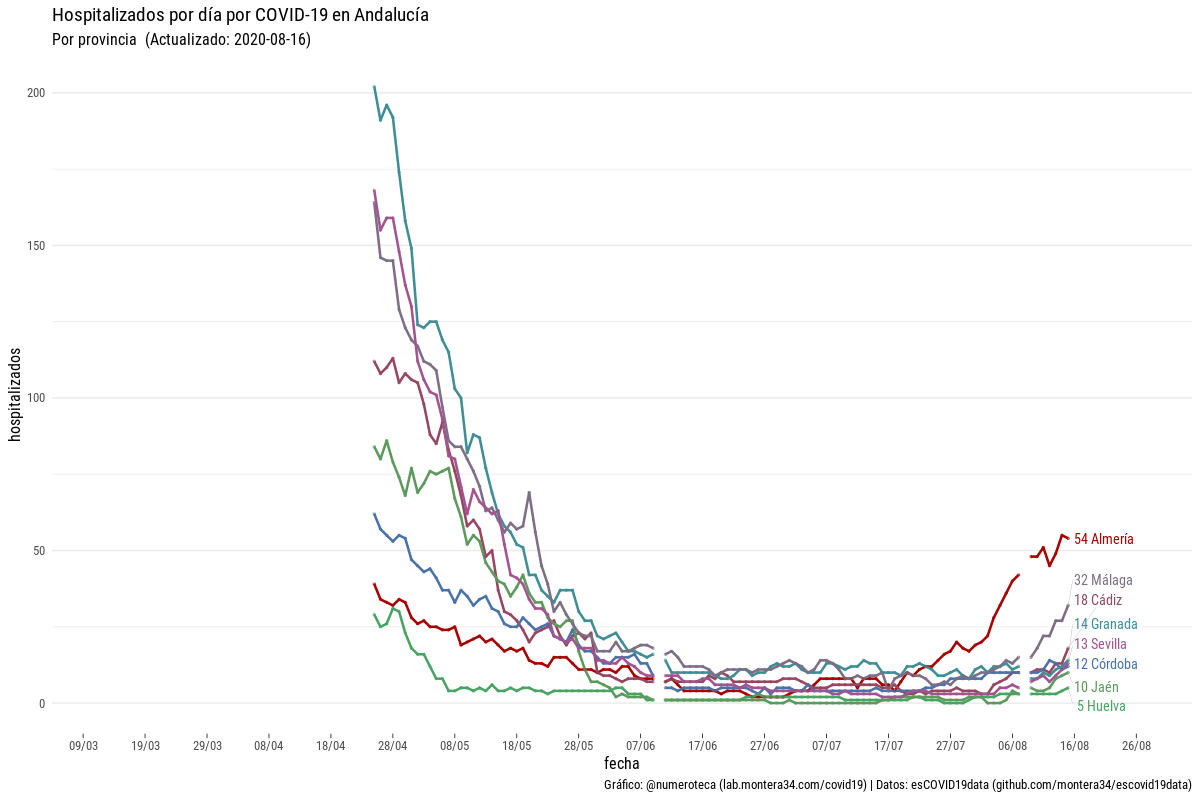 Hospitalizados por día por COVID-19 en Andalucía
Por provincia (Actualizado: 2020-08-16)
hospitalizados
200
150
100
50
0
54 Almería
32 Málaga
18 Cádiz
14 Granada
13 Sevilla
12 Córdoba
10 Jaén
5 Huelva
09/03 19/03 29/03 08/04 18/04 28/04 08/05 18/05 28/05 07/06 17/06 27/06 07/07 17/07 27/07 06/08 16/08 26/08
fecha
Gráfico: @numeroteca (lab.montera34.com/covid19) | Datos: esCOVID19data (github.com/montera34/escovid19data)